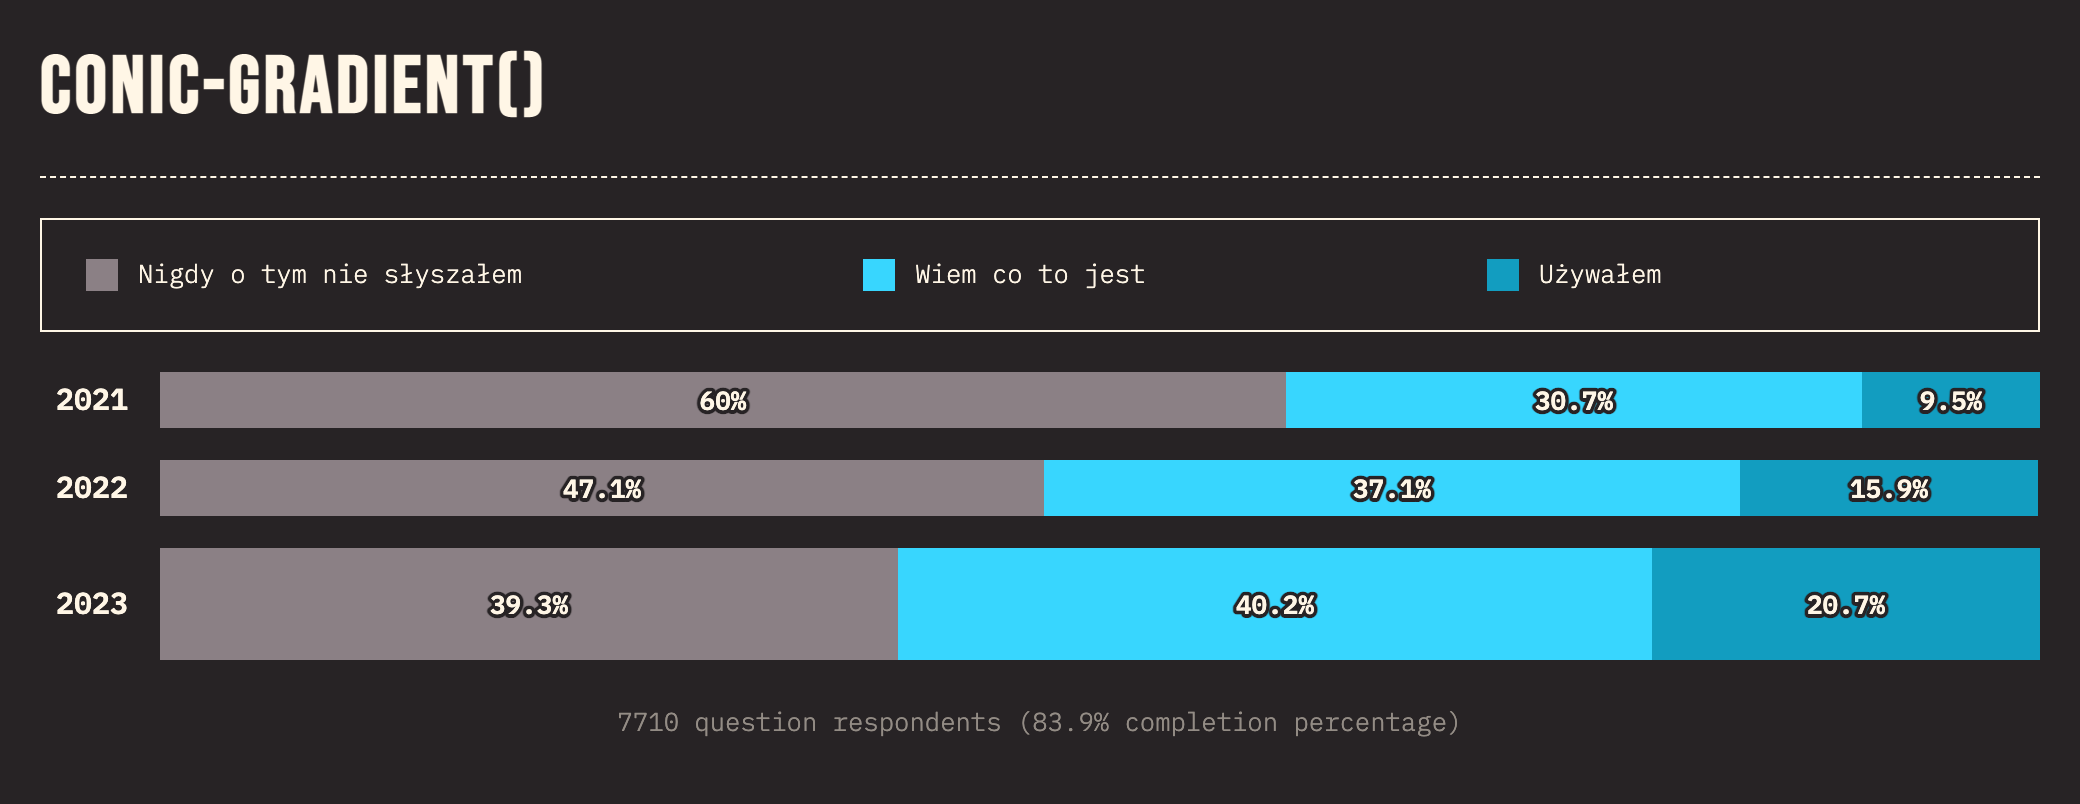 CONIC-GRADIENT()
Nigdy o tym nie słyszałem Wiem co to jest Używałem
2021 60% 30.7% 9.5%
2022 47.1% 37.1% 15.9%
2023 39.3% 40.2% 20.7%
7710 question respondents (83.9% completion percentage)